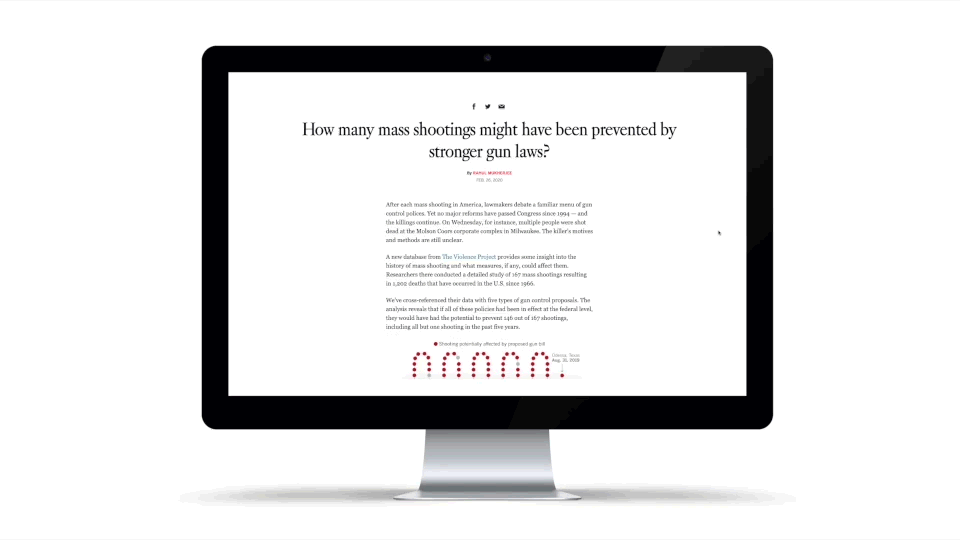 How many mass shootings might have been prevented by
stronger gun laws?
By RAHUL MUKHERJEE
FEB. 26, 2020
After each mass shooting in America, lawmakers debate a familiar menu of gun
control polices. Yet no major reforms have passed Congress since 1994 — and
the killings continue. On Wednesday, for instance, multiple people were shot
dead at the Molson Coors corporate complex in Milwaukee. The killer's motives
and methods are still unclear.
A new database from The Violence Project provides some insight into the
history of mass shooting and what measures, if any, could affect them.
Researchers there conducted a detailed study of 167 mass shootings resulting
in 1,202 deaths that have occurred in the U.S. since 1966.
We've cross-referenced their data with five types of gun control proposals. The
analysis reveals that if all of these policies had been in effect at the federal level,
they would have had the potential to prevent 146 out of 167 shootings,
including all but one shooting in the past five years.
Shooting potentially affected by proposed gun bill
Odessa, Texas
Aug. 31, 2019